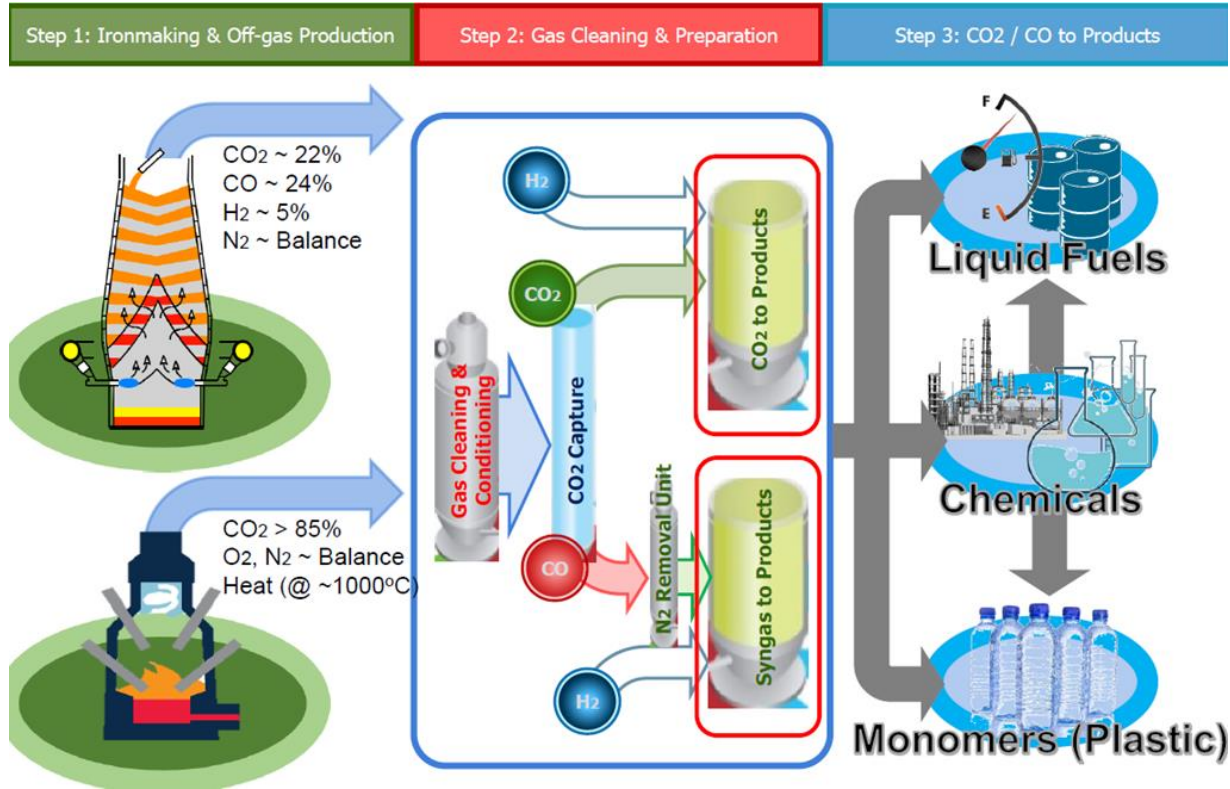 Step 1: Ironmaking & Off-gas Production
Step 2: Gas Cleaning & Preparation
Step 3: CO2 / CO to Products
CO2 ~ 22%
CO ~ 24%
H2 ~ 5%
N2 ~ Balance
CO2 > 85%
O2, N2 ~ Balance
Heat (@ ~1000oC)
Gas Cleaning &
Conditioning
H2
CO2
CO2 Capture
CO
N2 Removal Unit
H2
CO2 to Products
Syngas to Products
F
E
Liquid Fuels
Chemicals
Monomers (Plastic)